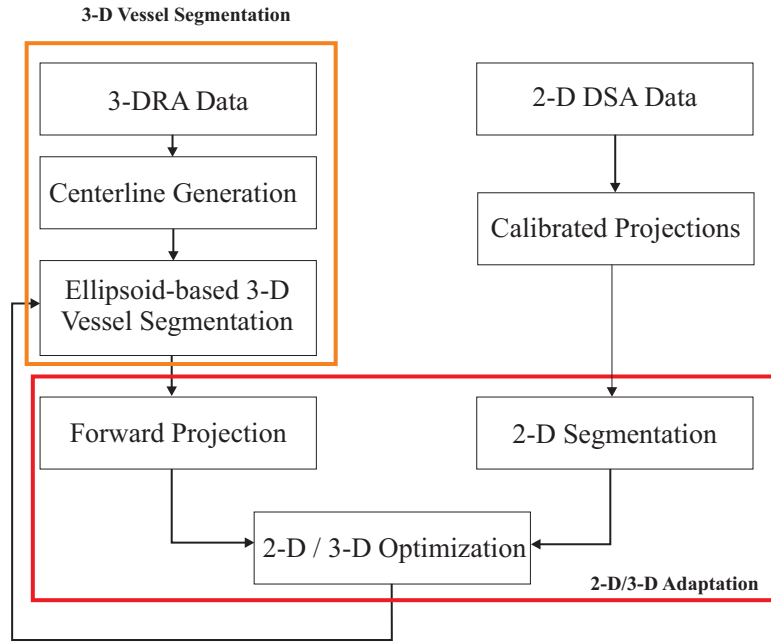 3-D Vessel Segmentation
3-DRA Data
2-D DSA Data
Centerline Generation
Calibrated Projections
Ellipsoid-based 3-D
Vessel Segmentation
Forward Projection
2-D Segmentation
2-D / 3-D Optimization
2-D/3-D Adaptation